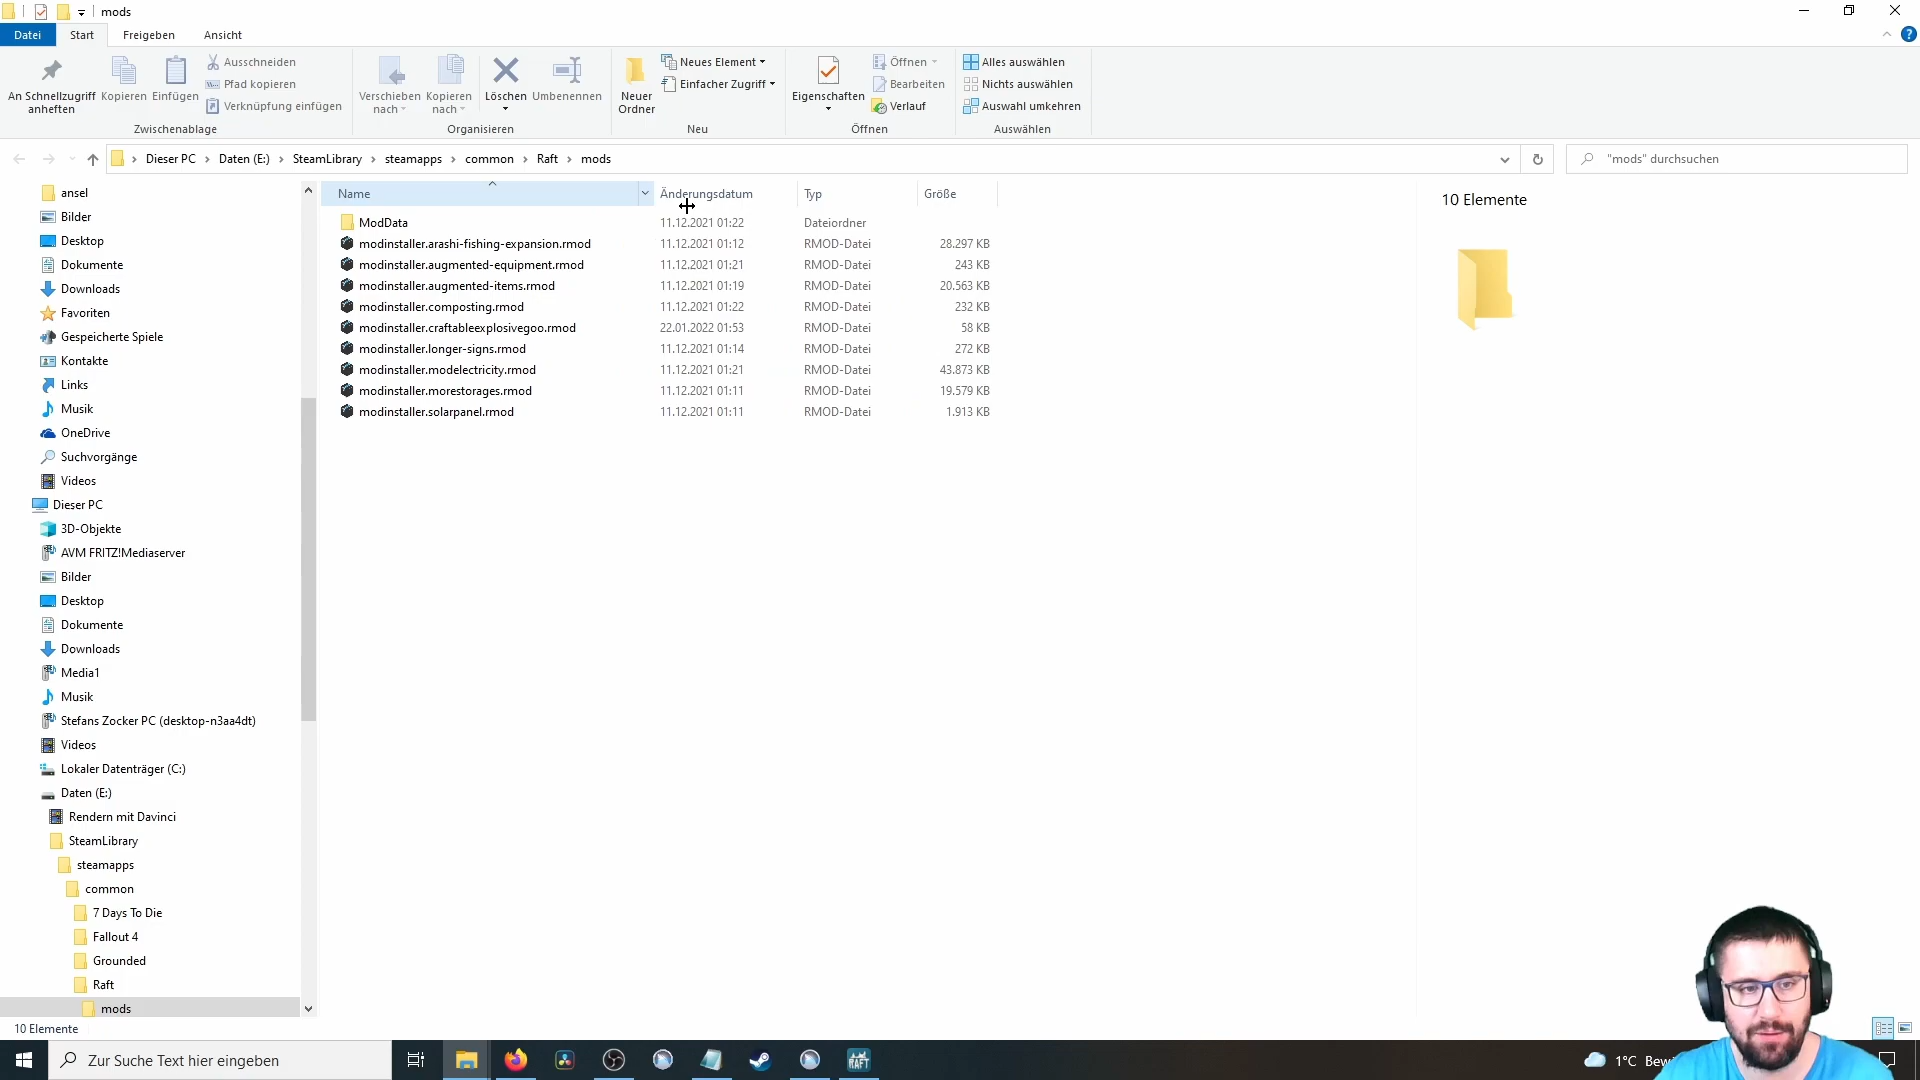 mods
Datei Start Freigeben Ansicht
An Schnellzugriff anheften
Kopieren
Einfügen
Ausschneiden
Pfad kopieren
Verknüpfung einfügen
Zwischenablage
Verschieben nach
Kopieren nach
Löschen
Umbenennen
Organisieren
Neuer Ordner
Neues Element
Einfacher Zugriff
Neu
Eigenschaften
Öffnen
Bearbeiten
Verlauf
Öffnen
Alles auswählen
Nichts auswählen
Auswahl umkehren
Auswählen
Dieser PC > Daten (E:) > SteamLibrary > steamapps > common > Raft > mods
"mods" durchsuchen
ansel
Bilder
Desktop
Dokumente
Downloads
Favoriten
Gespeicherte Spiele
Kontakte
Links
Musik
OneDrive
Suchvorgänge
Videos
Dieser PC
3D-Objekte
AVM FRITZ!Mediaserver
Bilder
Desktop
Dokumente
Downloads
Media1
Musik
Stefans Zocker PC (desktop-n3aa4dt)
Videos
Lokaler Datenträger (C:)
Daten (E:)
Rendern mit Davinci
SteamLibrary
steamapps
common
7 Days To Die
Fallout 4
Grounded
Raft
mods
Name Änderungsdatum Typ Größe
ModData 11.12.2021 01:22 Dateiordner
modinstaller.arashi-fishing-expansion.rmod 11.12.2021 01:12 RMOD-Datei 28.297 KB
modinstaller.augmented-equipment.rmod 11.12.2021 01:21 RMOD-Datei 243 KB
modinstaller.augmented-items.rmod 11.12.2021 01:19 RMOD-Datei 20.563 KB
modinstaller.composting.rmod 11.12.2021 01:22 RMOD-Datei 232 KB
modinstaller.craftableexplosivegoo.rmod 22.01.2022 01:53 RMOD-Datei 58 KB
modinstaller.longer-signs.rmod 11.12.2021 01:14 RMOD-Datei 272 KB
modinstaller.modelectricity.rmod 11.12.2021 01:21 RMOD-Datei 43.873 KB
modinstaller.morestorages.rmod 11.12.2021 01:11 RMOD-Datei 19.579 KB
modinstaller.solarpanel.rmod 11.12.2021 01:11 RMOD-Datei 1.913 KB
10 Elemente
10 Elemente
Zur Suche Text hier eingeben
RAFT
1°C